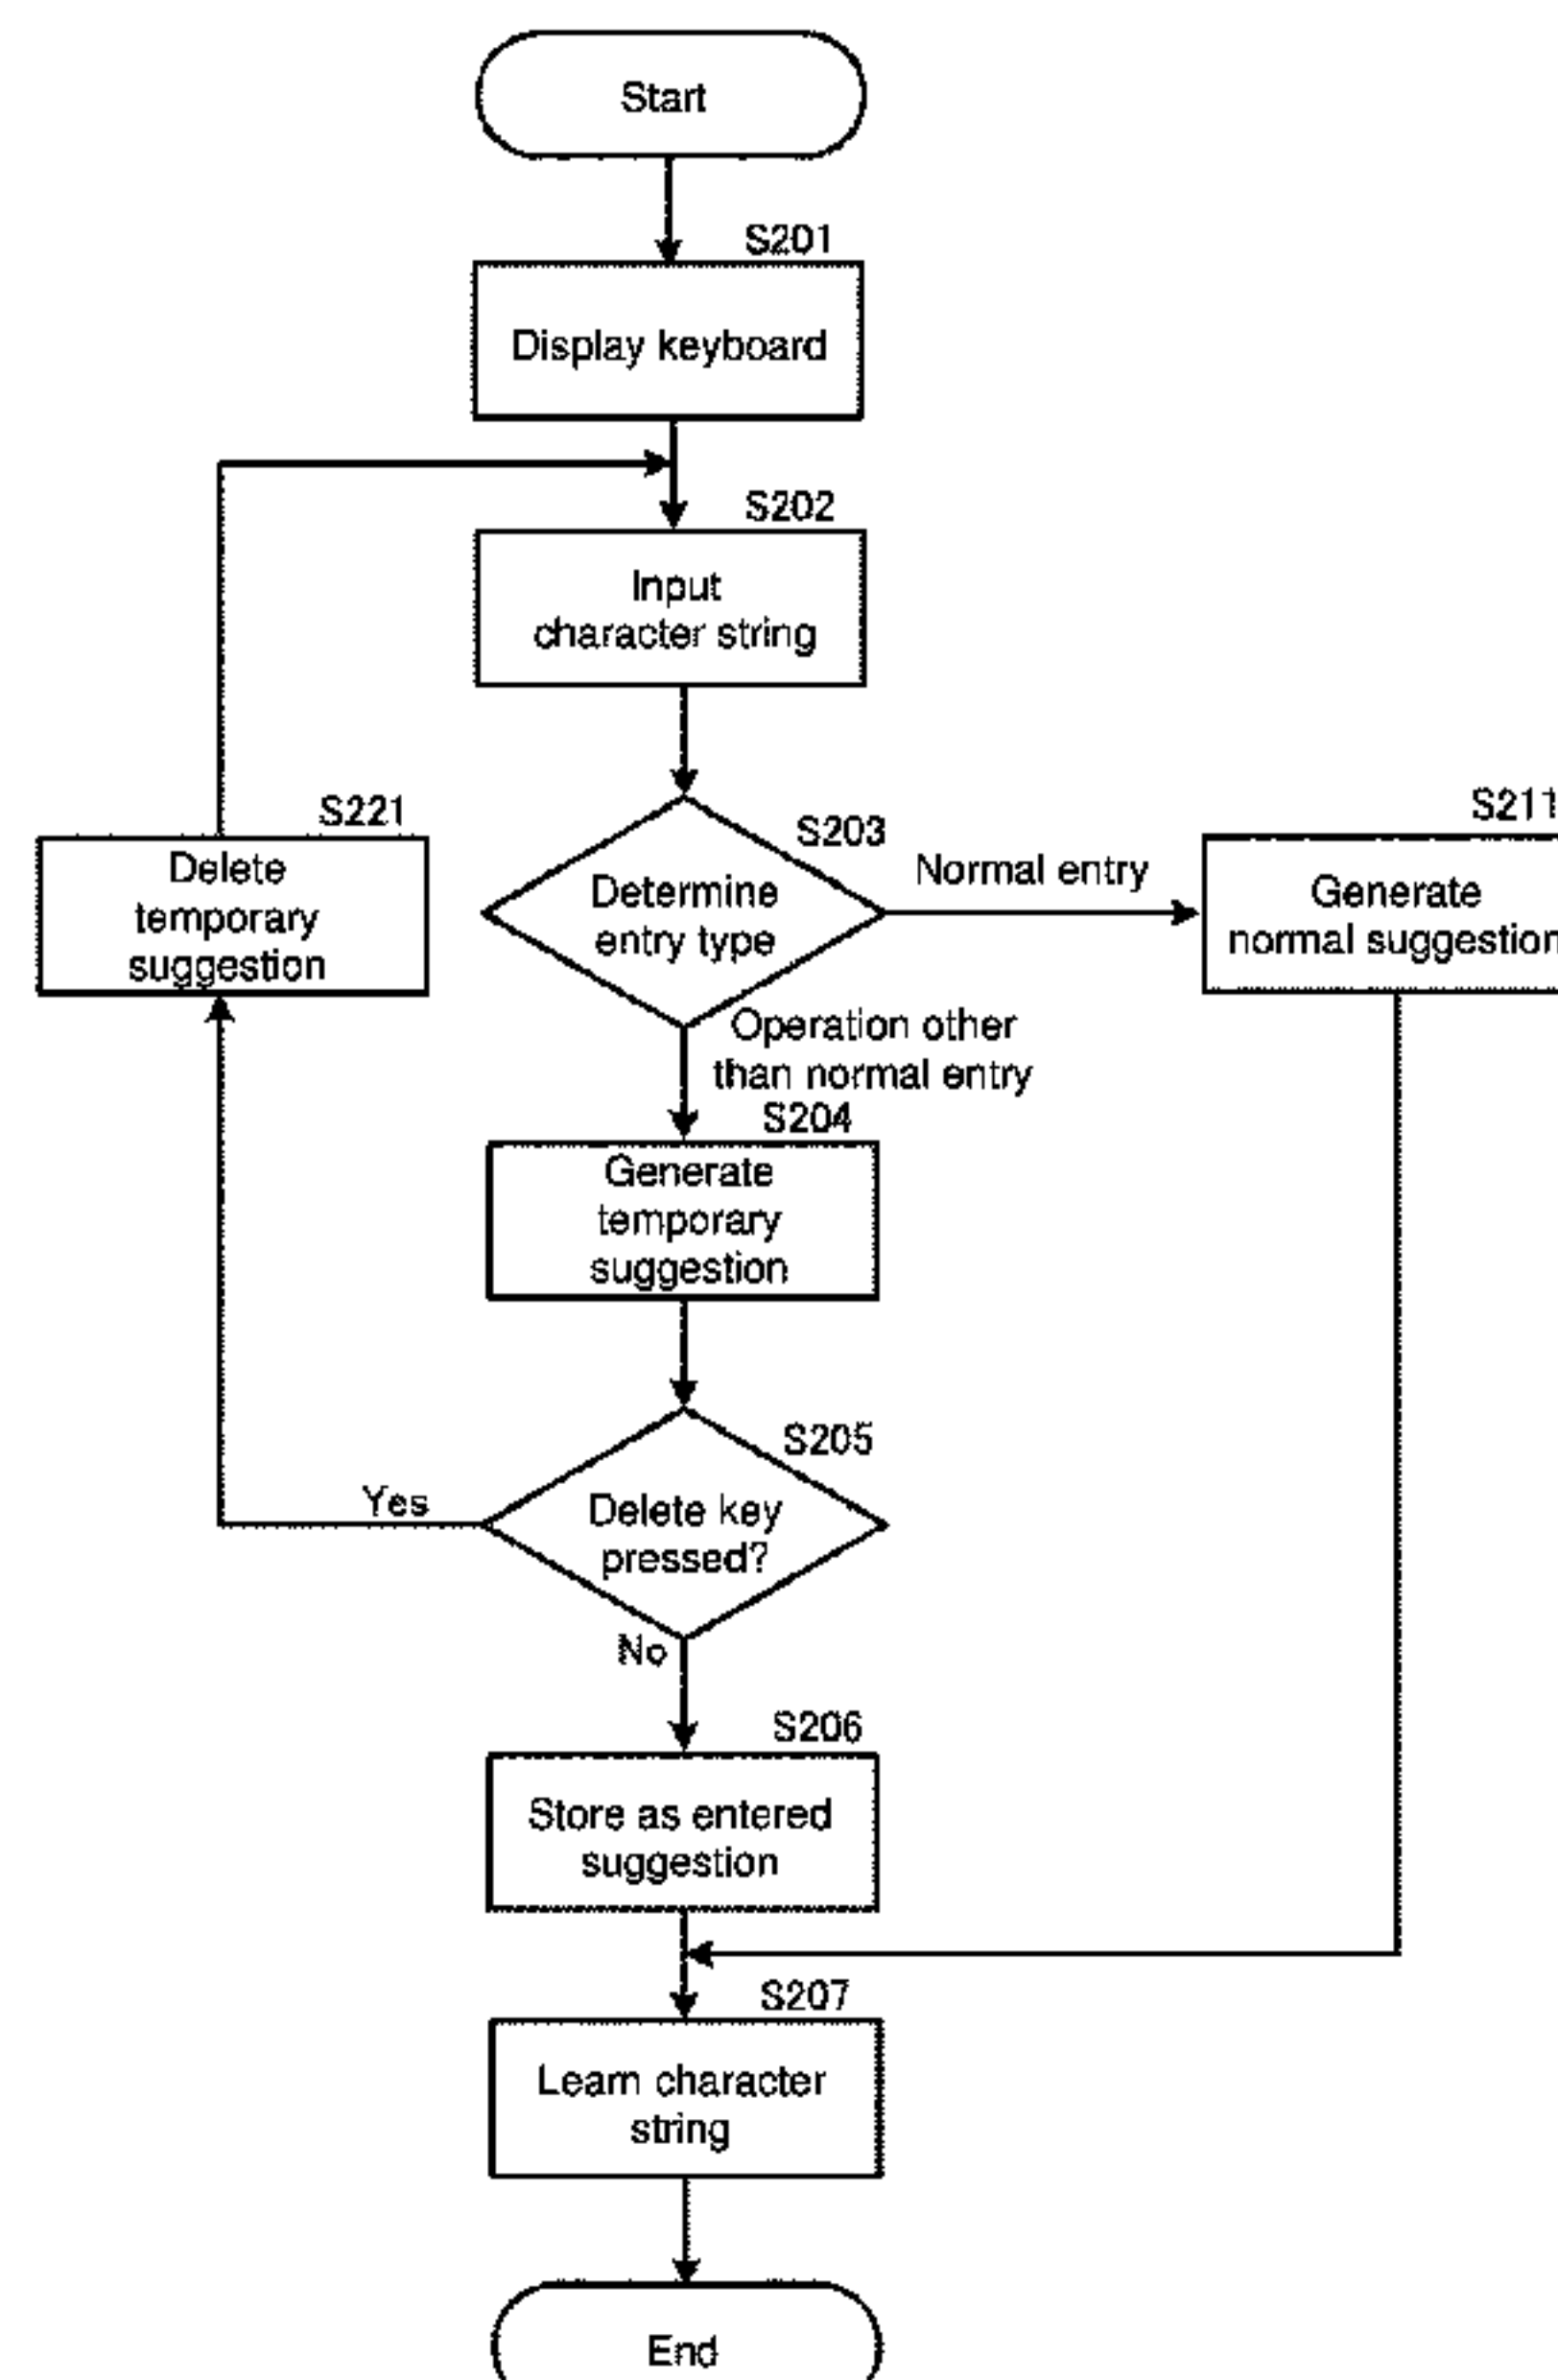 Start
S201
Display keyboard
S202
Input
character string
S203
Determine
entry type
Normal entry
S211
Generate
normal suggestion
S221
Delete
temporary
suggestion
Operation other
than normal entry
S204
Generate
temporary
suggestion
S205
Delete key
pressed?
Yes
No
S206
Store as entered
suggestion
S207
Learn character
string
End